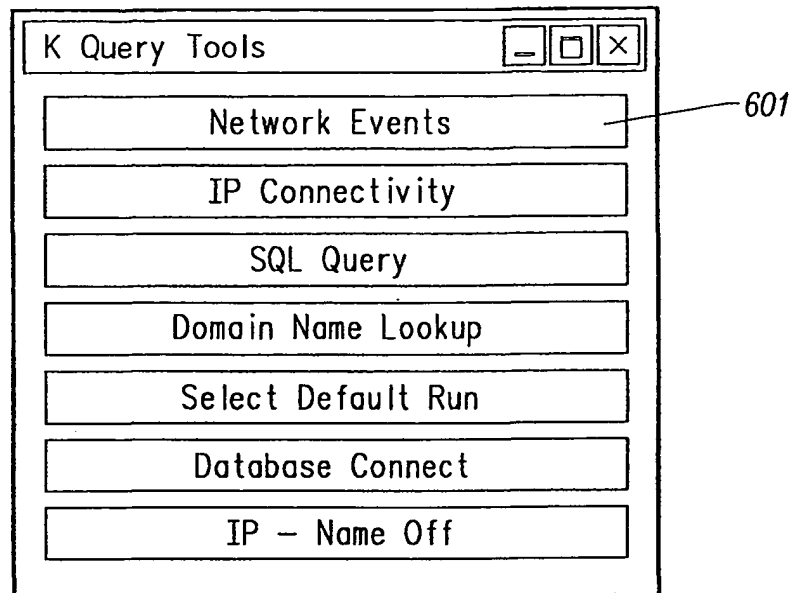 K Query Tools
Network Events
601
IP Connectivity
SQL Query
Domain Name Lookup
Select Default Run
Database Connect
IP – Name Off